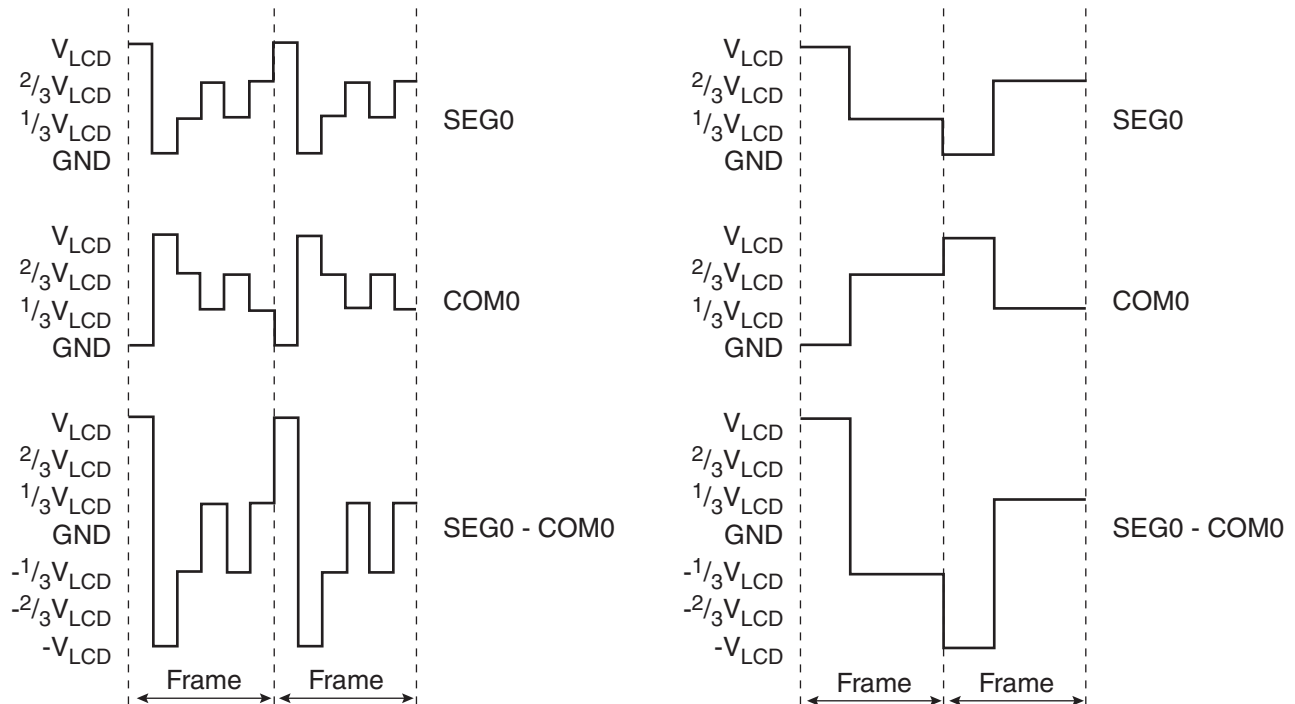 V_LCD
2/3V_LCD
1/3V_LCD
GND
SEG0
V_LCD
2/3V_LCD
1/3V_LCD
GND
COM0
V_LCD
2/3V_LCD
1/3V_LCD
GND
-1/3V_LCD
-2/3V_LCD
-V_LCD
SEG0 - COM0
Frame Frame
V_LCD
2/3V_LCD
1/3V_LCD
GND
SEG0
V_LCD
2/3V_LCD
1/3V_LCD
GND
COM0
V_LCD
2/3V_LCD
1/3V_LCD
GND
-1/3V_LCD
-2/3V_LCD
-V_LCD
SEG0 - COM0
Frame Frame